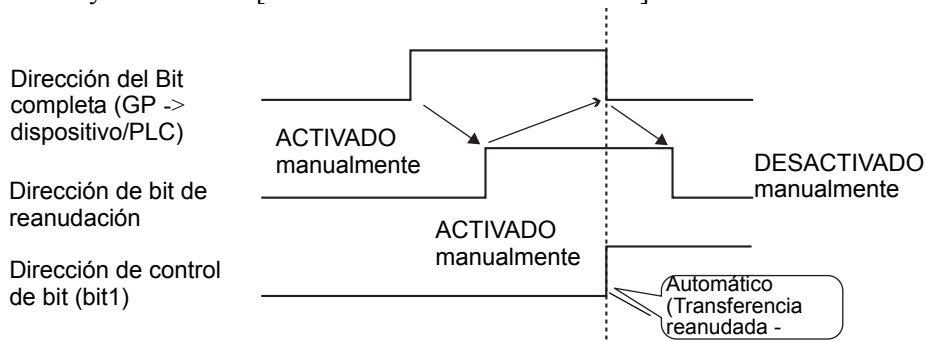 Dirección del Bit
completa (GP ->
dispositivo/PLC)
ACTIVADO
manualmente
DESACTIVADO
manualmente
Dirección de bit de
reanudación
ACTIVADO
manualmente
Dirección de control
de bit (bit1)
Automático
(Transferencia
reanudada -